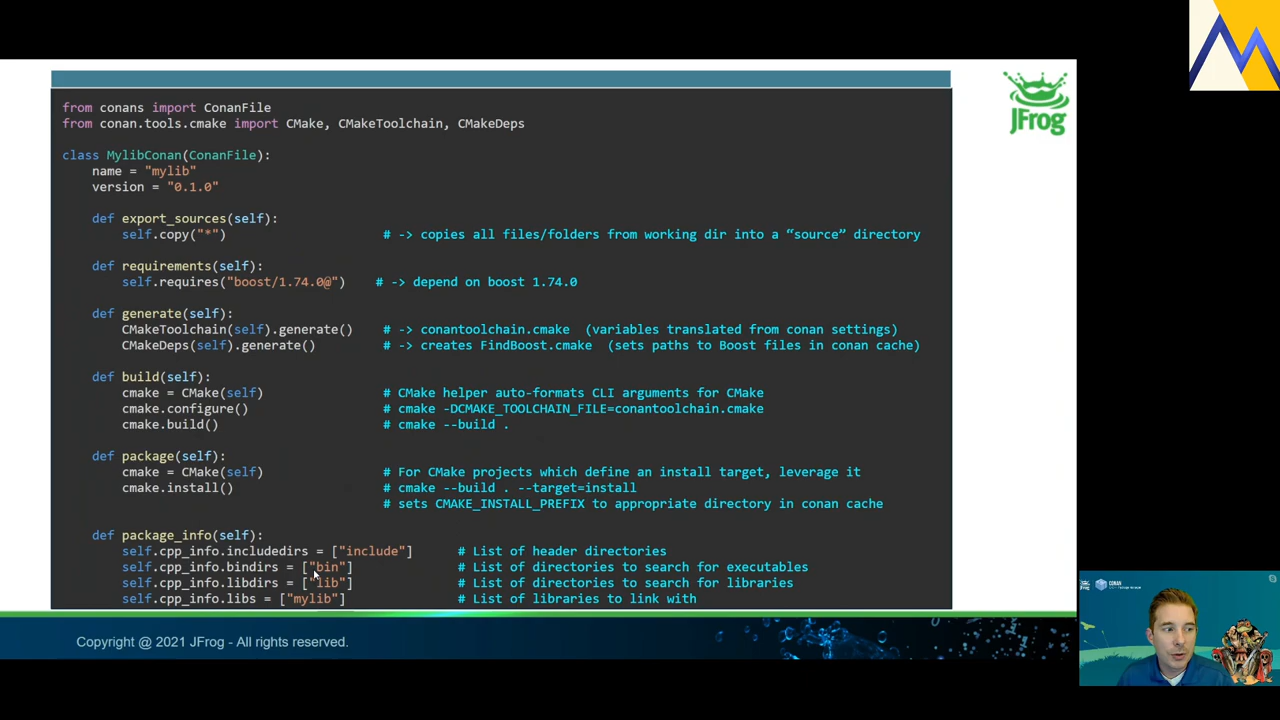 from conans import ConanFile
from conan.tools.cmake import CMake, CMakeToolchain, CMakeDeps
class MylibConan(ConanFile):
name = "mylib"
version = "0.1.0"
def export_sources(self):
self.copy("*") # -> copies all files/folders from working dir into a “source” directory
def requirements(self):
self.requires("boost/1.74.0@") # -> depend on boost 1.74.0
def generate(self):
CMakeToolchain(self).generate() # -> conantoolchain.cmake (variables translated from conan settings)
CMakeDeps(self).generate() # -> creates FindBoost.cmake (sets paths to Boost files in conan cache)
def build(self):
cmake = CMake(self) # CMake helper auto-formats CLI arguments for CMake
cmake.configure() # cmake -DCMAKE_TOOLCHAIN_FILE=conantoolchain.cmake
cmake.build() # cmake --build .
def package(self):
cmake = CMake(self) # For CMake projects which define an install target, leverage it
cmake.install() # cmake --build . --target=install
# sets CMAKE_INSTALL_PREFIX to appropriate directory in conan cache
def package_info(self):
self.cpp_info.includedirs = ["include"] # List of header directories
self.cpp_info.bindirs = ["bin"] # List of directories to search for executables
self.cpp_info.libdirs = ["lib"] # List of directories to search for libraries
self.cpp_info.libs = ["mylib"] # List of libraries to link with
JFrog
Copyright @ 2021 JFrog - All rights reserved.
JFrog
CONAN